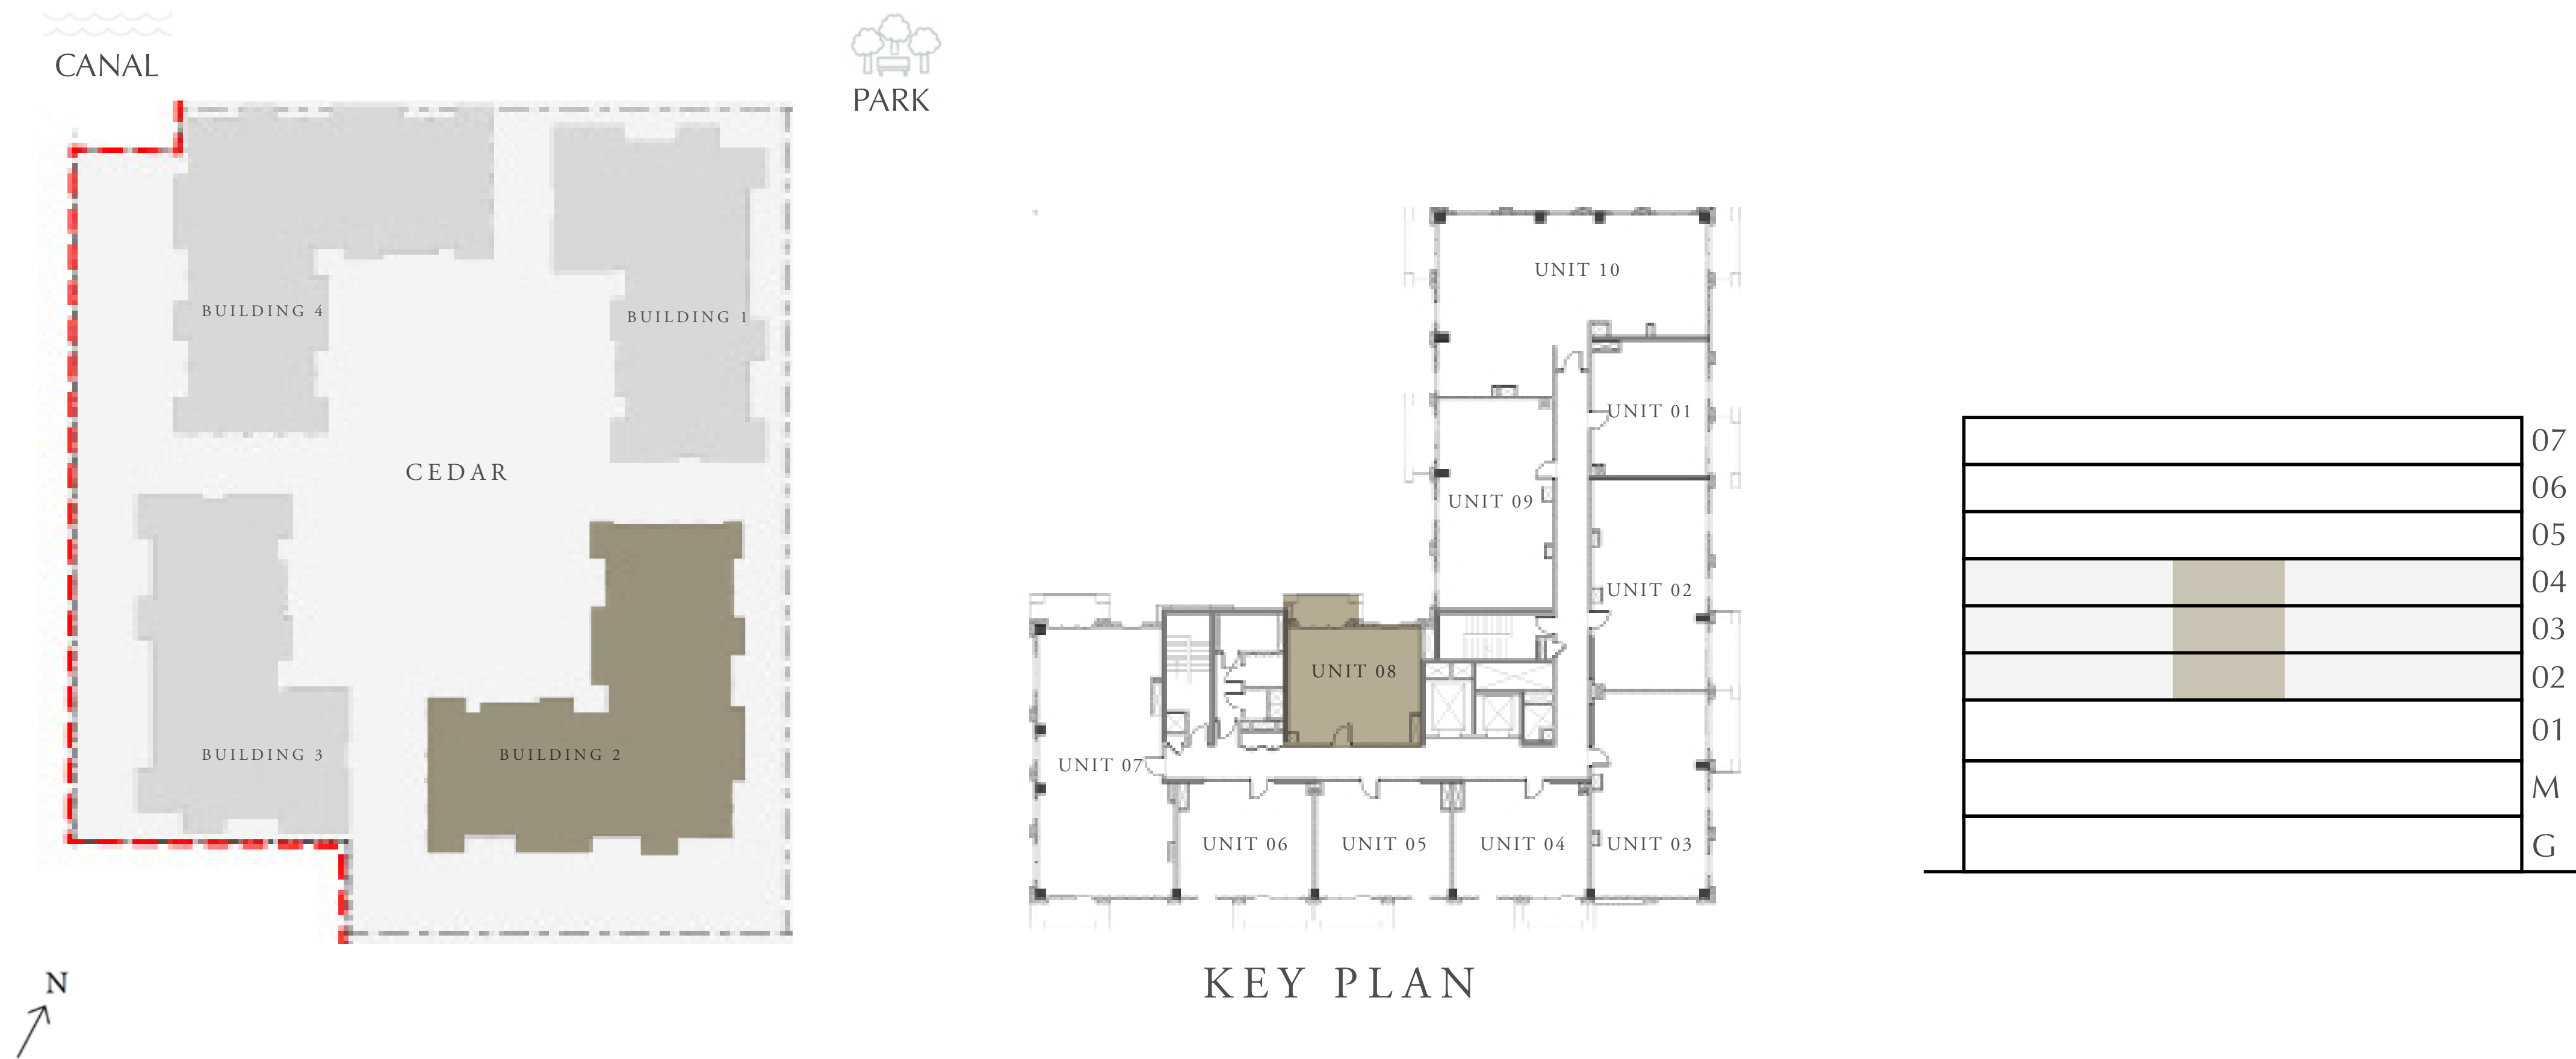 CANAL
PARK
BUILDING 4
BUILDING 1
CEDAR
BUILDING 3
BUILDING 2
N
UNIT 10
UNIT 01
UNIT 09
UNIT 02
UNIT 08
UNIT 07
UNIT 06
UNIT 05
UNIT 04
UNIT 03
KEY PLAN
07
06
05
04
03
02
01
M
G